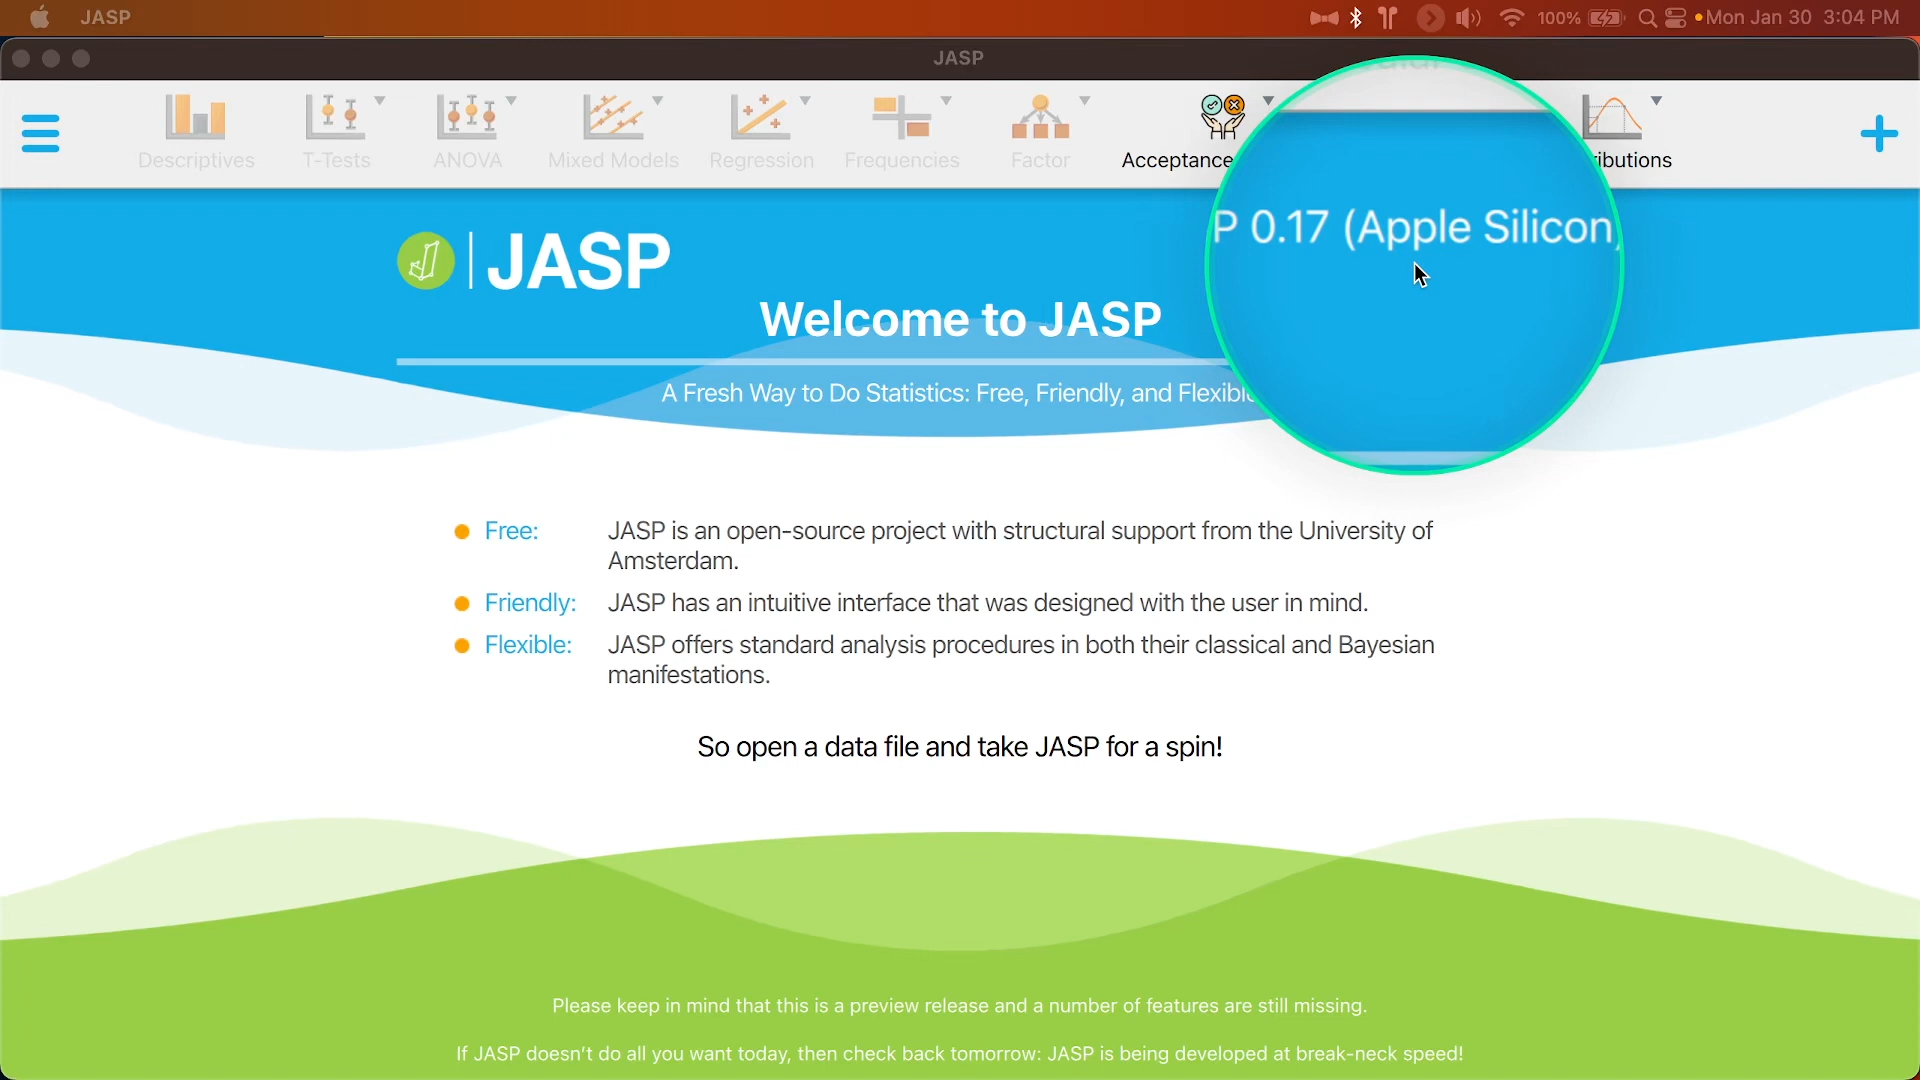 JASP 100% Mon Jan 30 3:04 PM
JASP
Descriptives T-Tests ANOVA Mixed Models Regression Frequencies Factor Acceptance ibutions
P 0.17 (Apple Silicon)
JASP
Welcome to JASP
A Fresh Way to Do Statistics: Free, Friendly, and Flexible
Free: JASP is an open-source project with structural support from the University of
Amsterdam.
Friendly: JASP has an intuitive interface that was designed with the user in mind.
Flexible: JASP offers standard analysis procedures in both their classical and Bayesian
manifestations.
So open a data file and take JASP for a spin!
Please keep in mind that this is a preview release and a number of features are still missing.
If JASP doesn't do all you want today, then check back tomorrow: JASP is being developed at break-neck speed!